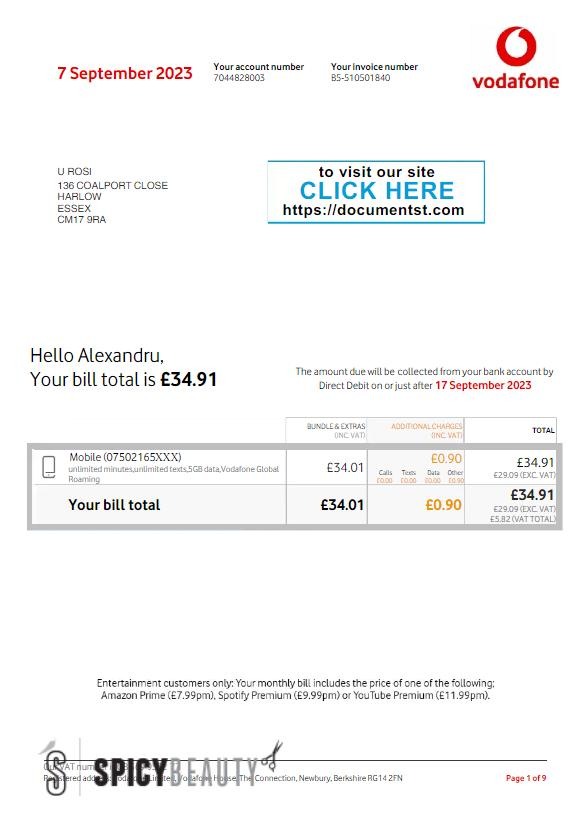 7 September 2023
Your account number
7044828003
Your invoice number
B5-510501840
vodafone
U ROSI
136 COALPORT CLOSE
HARLOW
ESSEX
CM17 9RA
to visit our site
CLICK HERE
https://documentst.com
Hello Alexandru,
Your bill total is £34.91
The amount due will be collected from your bank account by
Direct Debit on or just after 17 September 2023
BUNDLE & EXTRAS (INC. VAT) ADDITIONAL CHARGES (INC. VAT) TOTAL
Mobile (07502165XXX)
unlimited minutes,unlimited texts,5GB data,Vodafone Global
Roaming
£34.01
£0.90
Calls Texts Data Other
£0.00 £0.00 £0.00 £0.90
£34.91
£29.09 (EXC. VAT)
Your bill total £34.01 £0.90 £34.91
£29.09 (EXC. VAT)
£5.82 (VAT TOTAL)
Entertainment customers only: Your monthly bill includes the price of one of the following;
Amazon Prime (£7.99pm), Spotify Premium (£9.99pm) or YouTube Premium (£11.99pm).
SPICYBEAUTY
Our VAT number
Registered address: Vodafone Limited, Vodafone House, The Connection, Newbury, Berkshire RG14 2FN
Page 1 of 9